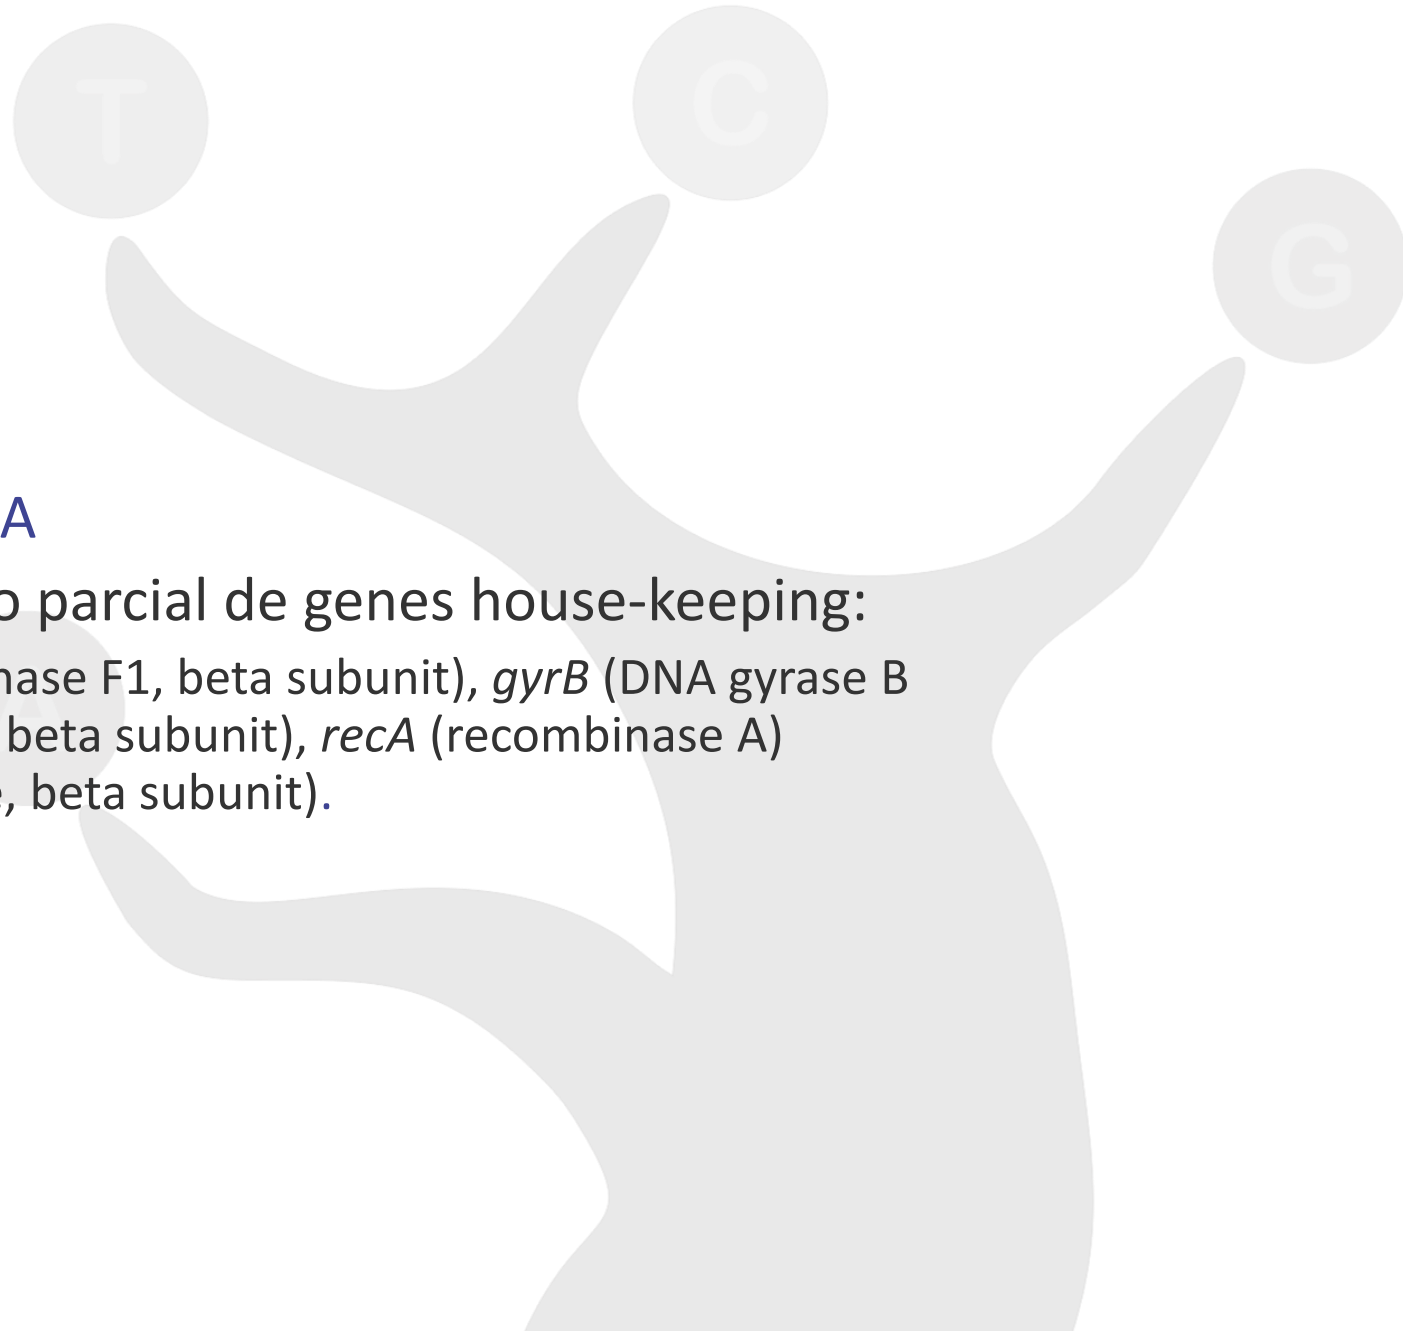 T
C
G
A
o parcial de genes house-keeping:
nase F1, beta subunit), gyrB (DNA gyrase B
beta subunit), recA (recombinase A)
, beta subunit).